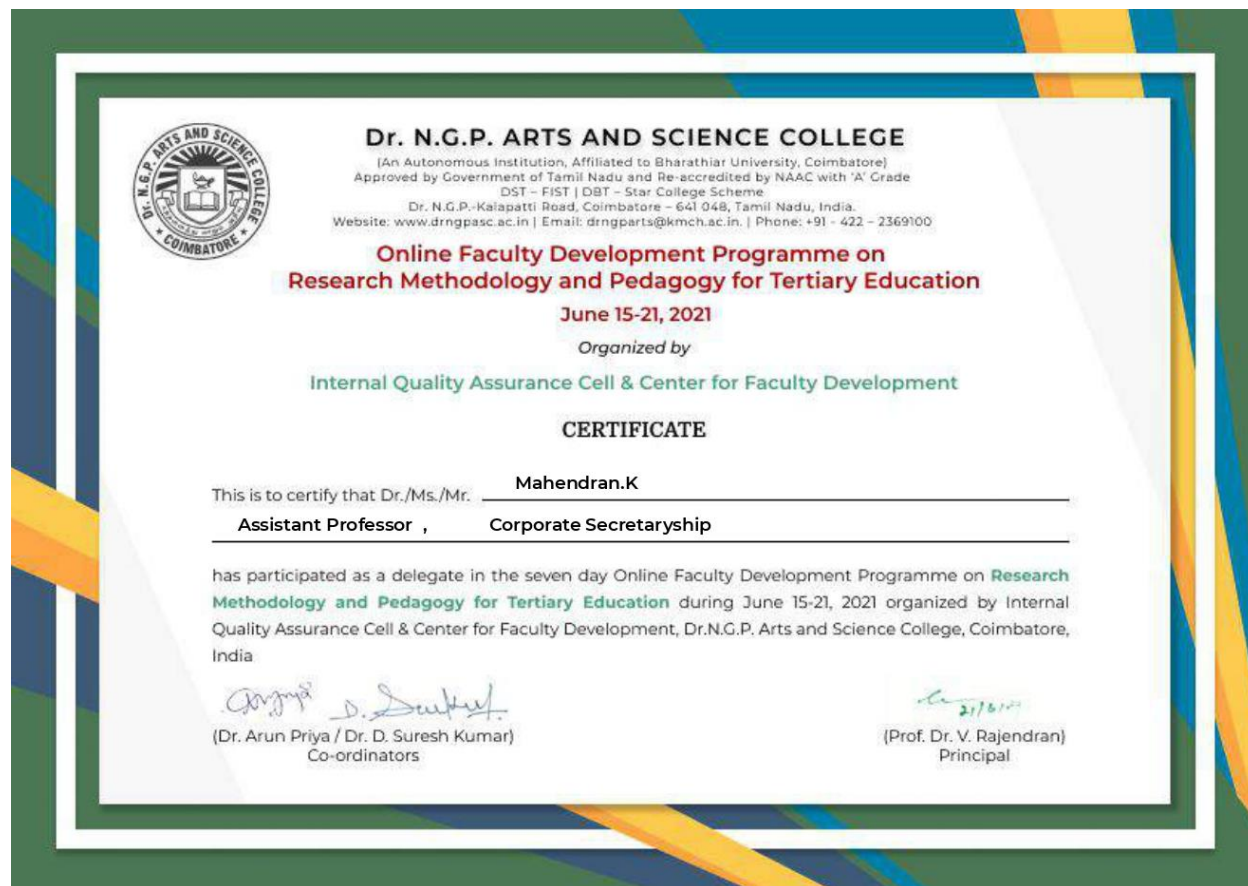 Dr. N.G.P. ARTS AND SCIENCE COLLEGE
COIMBATORE
Dr. N.G.P. ARTS AND SCIENCE COLLEGE
(An Autonomous Institution, Affiliated to Bharathiar University, Coimbatore)
Approved by Government of Tamil Nadu and Re-accredited by NAAC with 'A' Grade
DST – FIST | DBT – Star College Scheme
Dr. N.G.P.-Kalapatti Road, Coimbatore – 641 048, Tamil Nadu, India.
Website: www.drngpasc.ac.in | Email: drngparts@kmch.ac.in. | Phone: +91 - 422 – 2369100
Online Faculty Development Programme on
Research Methodology and Pedagogy for Tertiary Education
June 15-21, 2021
Organized by
Internal Quality Assurance Cell & Center for Faculty Development
CERTIFICATE
This is to certify that Dr./Ms./Mr. Mahendran.K
Assistant Professor , Corporate Secretaryship
has participated as a delegate in the seven day Online Faculty Development Programme on Research
Methodology and Pedagogy for Tertiary Education during June 15-21, 2021 organized by Internal
Quality Assurance Cell & Center for Faculty Development, Dr.N.G.P. Arts and Science College, Coimbatore,
India
(Dr. Arun Priya / Dr. D. Suresh Kumar)
Co-ordinators
(Prof. Dr. V. Rajendran)
Principal